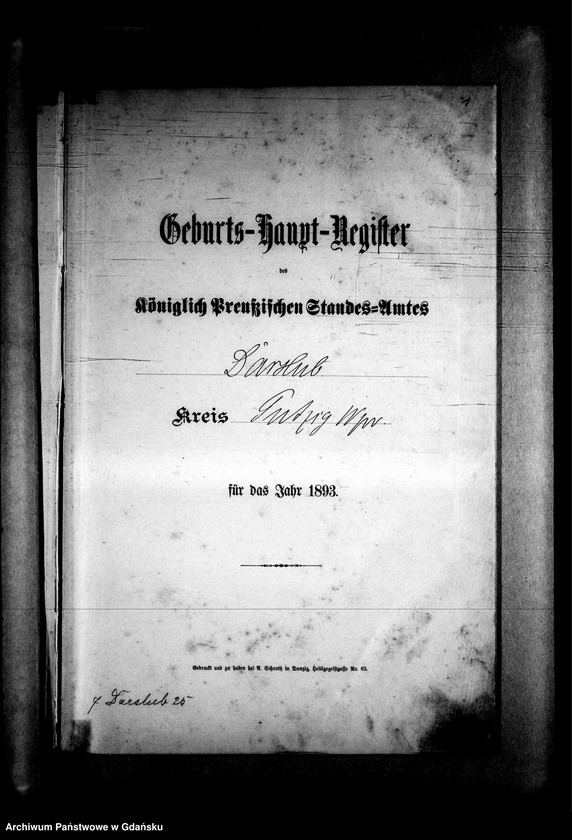 1
Geburts-Haupt-Register
des
Königlich Preußischen Standes-Amtes
Darslub
Kreis Putzig Wpr.
für das Jahr 1893.
Gedruckt und zu haben bei A. Schroth in Danzig, Heiligegeistgasse Nr. 83.
7 Darslub 25
Archiwum Państwowe w Gdańsku